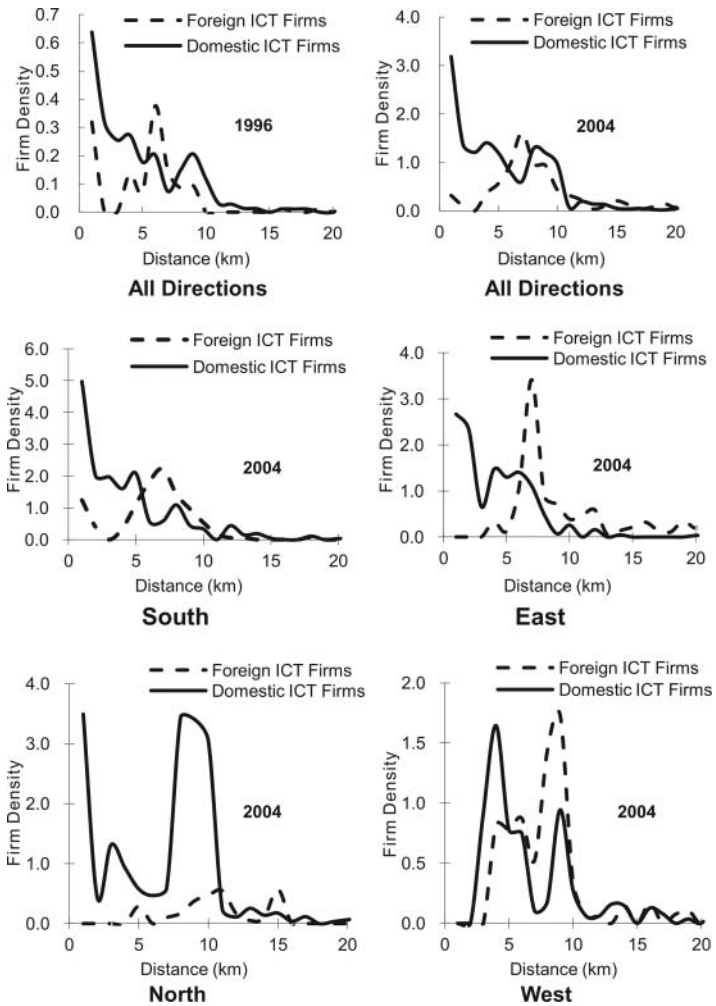 Foreign ICT Firms
Domestic ICT Firms
1996
Firm Density
0.7
0.6
0.5
0.4
0.3
0.2
0.1
0.0
0 5 10 15 20
Distance (km)
All Directions
Foreign ICT Firms
Domestic ICT Firms
2004
Firm Density
4.0
3.0
2.0
1.0
0.0
0 5 10 15 20
Distance (km)
All Directions
Foreign ICT Firms
Domestic ICT Firms
2004
Firm Density
6.0
5.0
4.0
3.0
2.0
1.0
0.0
0 5 10 15 20
Distance (km)
South
Foreign ICT Firms
Domestic ICT Firms
2004
Firm Density
4.0
3.0
2.0
1.0
0.0
0 5 10 15 20
Distance (km)
East
Foreign ICT Firms
Domestic ICT Firms
2004
Firm Density
4.0
3.0
2.0
1.0
0.0
0 5 10 15 20
Distance (km)
North
Foreign ICT Firms
Domestic ICT Firms
2004
Firm Density
2.0
1.5
1.0
0.5
0.0
0 5 10 15 20
Distance (km)
West